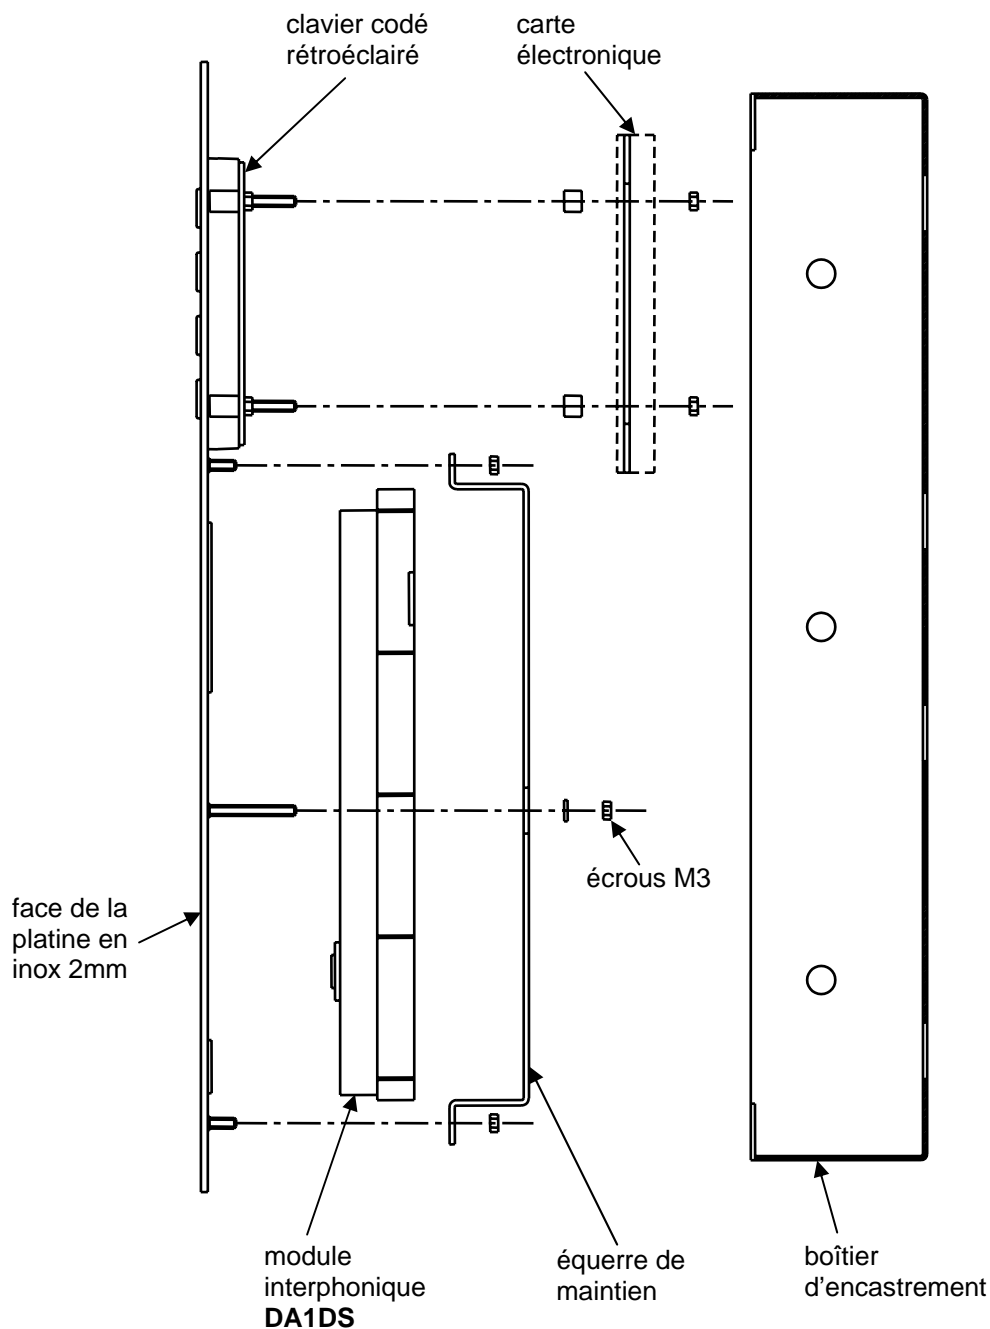 clavier codé
rétroéclairé
carte
électronique
écrous M3
face de la
platine en
inox 2mm
module
interphonique
DA1DS
équerre de
maintien
boîtier
d’encastrement